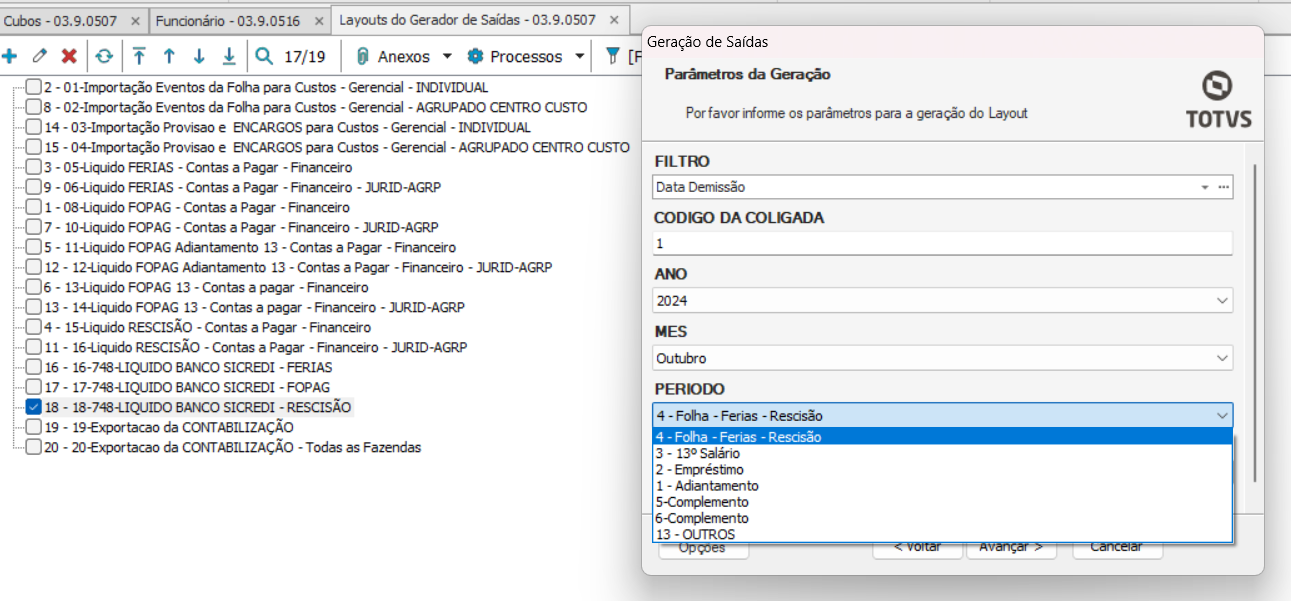 Cubos - 03.9.0507
Funcionário - 03.9.0516
Layouts do Gerador de Saídas - 03.9.0507
17/19
Anexos
Processos
[F
2 - 01-Importação Eventos da Folha para Custos - Gerencial - INDIVIDUAL
8 - 02-Importação Eventos da Folha para Custos - Gerencial - AGRUPADO CENTRO CUSTO
14 - 03-Importação Provisao e ENCARGOS para Custos - Gerencial - INDIVIDUAL
15 - 04-Importação Provisao e ENCARGOS para Custos - Gerencial - AGRUPADO CENTRO CUSTO
3 - 05-Liquido FERIAS - Contas a Pagar - Financeiro
9 - 06-Liquido FERIAS - Contas a Pagar - Financeiro - JURID-AGRP
1 - 08-Liquido FOPAG - Contas a Pagar - Financeiro
7 - 10-Liquido FOPAG - Contas a Pagar - Financeiro - JURID-AGRP
5 - 11-Liquido FOPAG Adiantamento 13 - Contas a Pagar - Financeiro
12 - 12-Liquido FOPAG Adiantamento 13 - Contas a Pagar - Financeiro - JURID-AGRP
6 - 13-Liquido FOPAG 13 - Contas a pagar - Financeiro
13 - 14-Liquido FOPAG 13 - Contas a pagar - Financeiro - JURID-AGRP
4 - 15-Liquido RESCISÃO - Contas a Pagar - Financeiro
11 - 16-Liquido RESCISÃO - Contas a Pagar - Financeiro - JURID-AGRP
16 - 16-748-LIQUIDO BANCO SICREDI - FERIAS
17 - 17-748-LIQUIDO BANCO SICREDI - FOPAG
18 - 18-748-LIQUIDO BANCO SICREDI - RESCISÃO
19 - 19-Exportacao da CONTABILIZAÇÃO
20 - 20-Exportacao da CONTABILIZAÇÃO - Todas as Fazendas
Geração de Saídas
Parâmetros da Geração
Por favor informe os parâmetros para a geração do Layout
TOTVS
FILTRO
Data Demissão
CODIGO DA COLIGADA
1
ANO
2024
MES
Outubro
PERIODO
4 - Folha - Ferias - Rescisão
4 - Folha - Ferias - Rescisão
3 - 13º Salário
2 - Empréstimo
1 - Adiantamento
5-Complemento
6-Complemento
13 - OUTROS
Opções
< Voltar
Avançar >
Cancelar